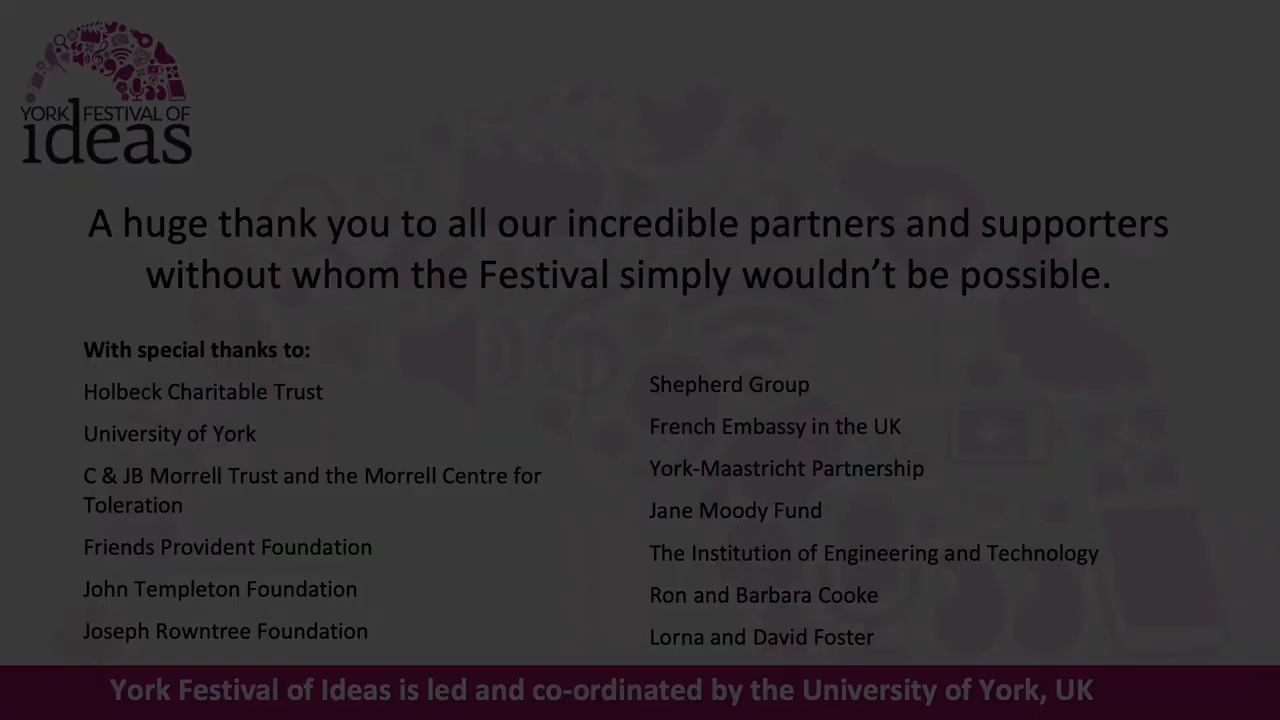 YORK FESTIVAL OF
ideas
A huge thank you to all our incredible partners and supporters
without whom the Festival simply wouldn’t be possible.
With special thanks to:
Holbeck Charitable Trust
University of York
C & JB Morrell Trust and the Morrell Centre for
Toleration
Friends Provident Foundation
John Templeton Foundation
Joseph Rowntree Foundation
Shepherd Group
French Embassy in the UK
York-Maastricht Partnership
Jane Moody Fund
The Institution of Engineering and Technology
Ron and Barbara Cooke
Lorna and David Foster
York Festival of Ideas is led and co-ordinated by the University of York, UK